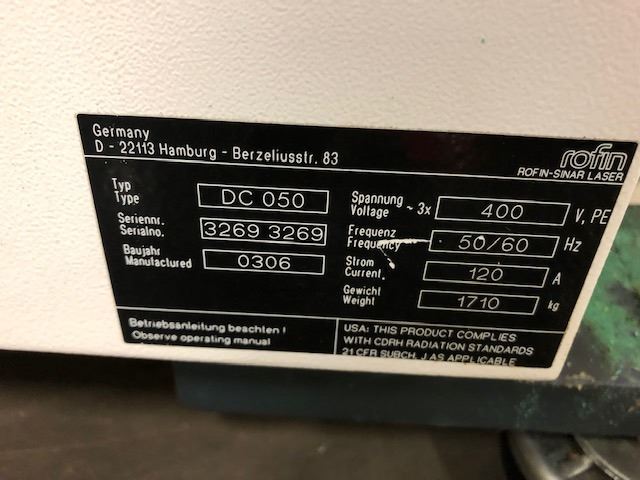 Germany
D - 22113 Hamburg - Berzeliusstr. 83
rofin
ROFIN-SINAR LASER
Typ
Type
DC 050
Seriennr.
Serialno.
3269 3269
Baujahr
Manufactured
0306
Spannung
Voltage ~ 3x 400 V, PE
Frequenz
Frequency 50/60 Hz
Strom
Current. 120 A
Gewicht
Weight 1710 kg
Betriebsanleitung beachten !
Observe operating manual
USA: THIS PRODUCT COMPLIES
WITH CDRH RADIATION STANDARDS
21 CFR SUBCH. J AS APPLICABLE